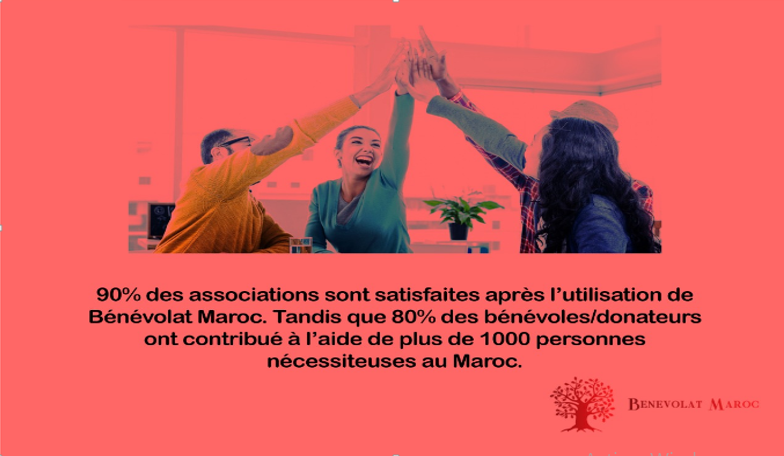 90% des associations sont satisfaites après l'utilisation de
Bénévolat Maroc. Tandis que 80% des bénévoles/donateurs
ont contribué à l'aide de plus de 1000 personnes
nécessiteuses au Maroc.
BENEVOLAT MAROC